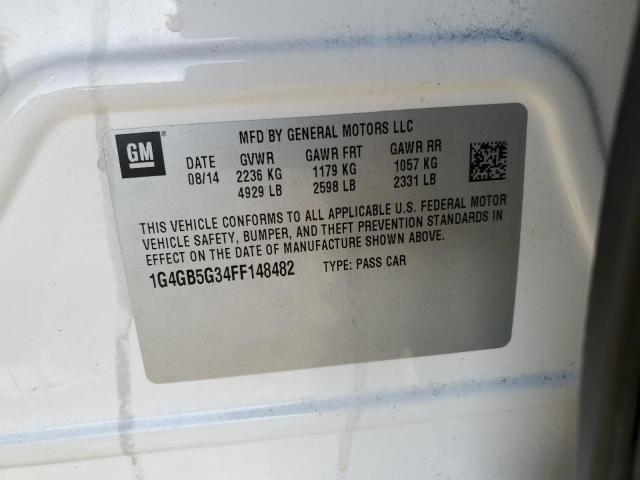 MFD BY GENERAL MOTORS LLC
GM®
DATE GVWR GAWR FRT GAWR RR
08/14 2236 KG 1179 KG 1057 KG
4929 LB 2598 LB 2331 LB
THIS VEHICLE CONFORMS TO ALL APPLICABLE U.S. FEDERAL MOTOR
VEHICLE SAFETY, BUMPER, AND THEFT PREVENTION STANDARDS IN
EFFECT ON THE DATE OF MANUFACTURE SHOWN ABOVE.
1G4GB5G34FF148482 TYPE: PASS CAR